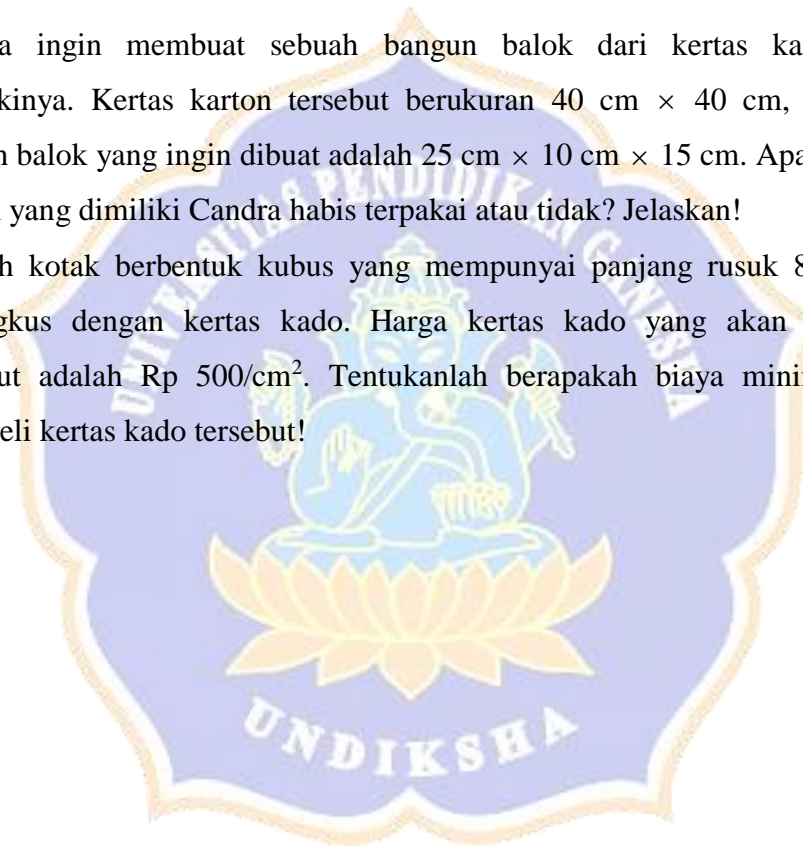 a ingin membuat sebuah bangun balok dari kertas ka
kinya. Kertas karton tersebut berukuran 40 cm × 40 cm,
n balok yang ingin dibuat adalah 25 cm × 10 cm × 15 cm. Apa
yang dimiliki Candra habis terpakai atau tidak? Jelaskan!
h kotak berbentuk kubus yang mempunyai panjang rusuk 8
gkus dengan kertas kado. Harga kertas kado yang akan
ut adalah Rp 500/cm². Tentukanlah berapakah biaya mini
eli kertas kado tersebut!
UNIVERSITAS PENDIDIKAN GANESHA
UNDIKSHA